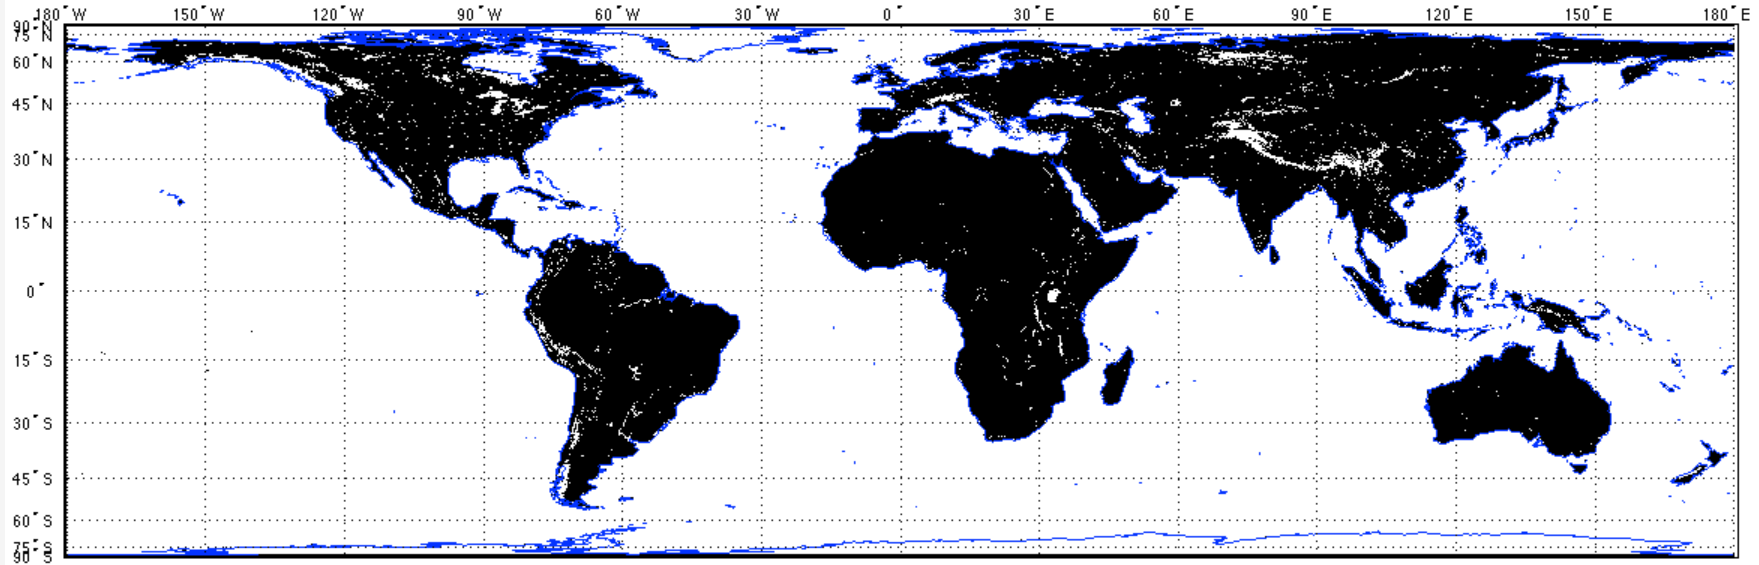 180 ̊ W 150 ̊ W 120 ̊ W 90 ̊ W 60 ̊ W 30 ̊ W 0 ̊ 30 ̊ E 60 ̊ E 90 ̊ E 120 ̊ E 150 ̊ E 180 ̊ E
90 ̊ N
75 ̊ N
60 ̊ N
45 ̊ N
30 ̊ N
15 ̊ N
0 ̊
15 ̊ S
30 ̊ S
45 ̊ S
60 ̊ S
75 ̊ S
90 ̊ S